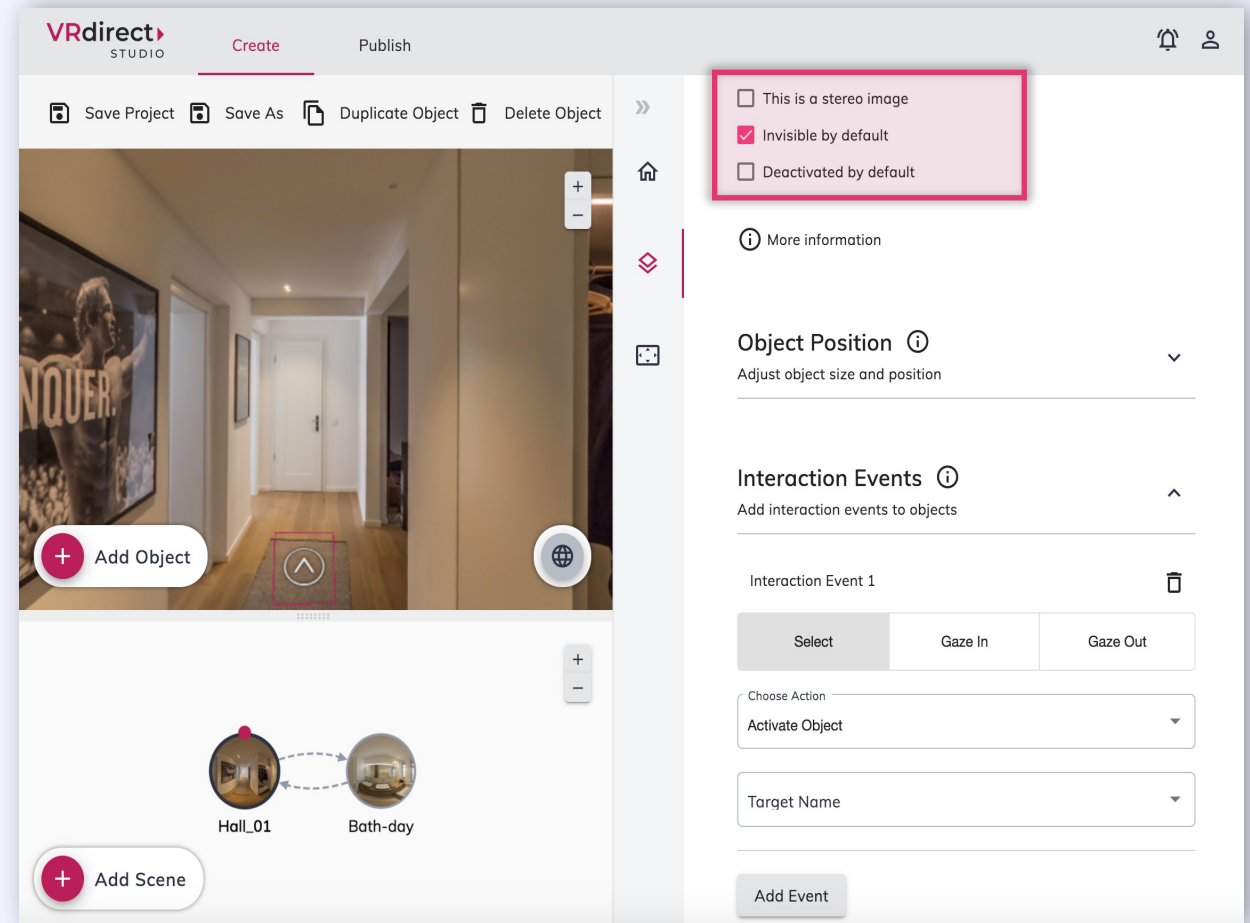 VRdirect
STUDIO
Create
Publish
Save Project
Save As
Duplicate Object
Delete Object
This is a stereo image
Invisible by default
Deactivated by default
More information
NQUER.
+
−
Add Object
Object Position
Adjust object size and position
Interaction Events
Add interaction events to objects
Interaction Event 1
Select
Gaze In
Gaze Out
Choose Action
Activate Object
Target Name
Add Event
+
−
Hall_01
Bath-day
Add Scene